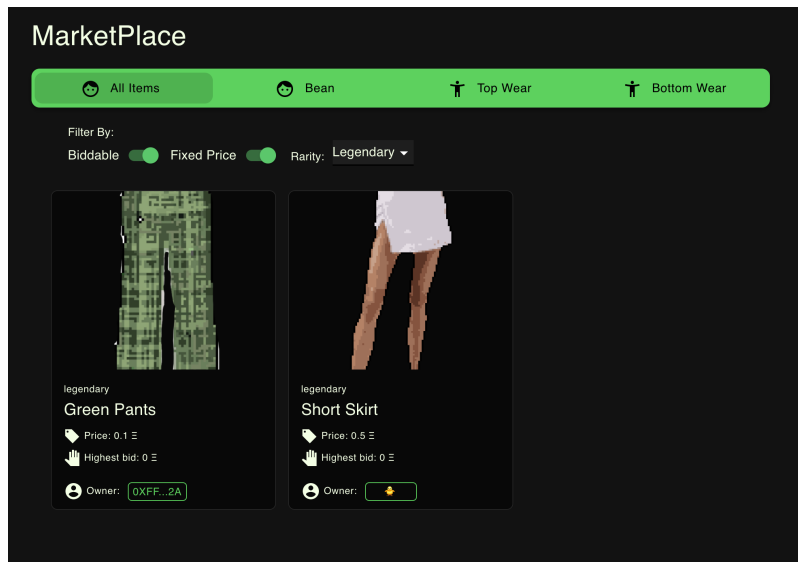 MarketPlace
All Items Bean Top Wear Bottom Wear
Filter By:
Biddable Fixed Price Rarity: Legendary
legendary
Green Pants
Price: 0.1 Ξ
Highest bid: 0 Ξ
Owner: 0XFF...2A
legendary
Short Skirt
Price: 0.5 Ξ
Highest bid: 0 Ξ
Owner: